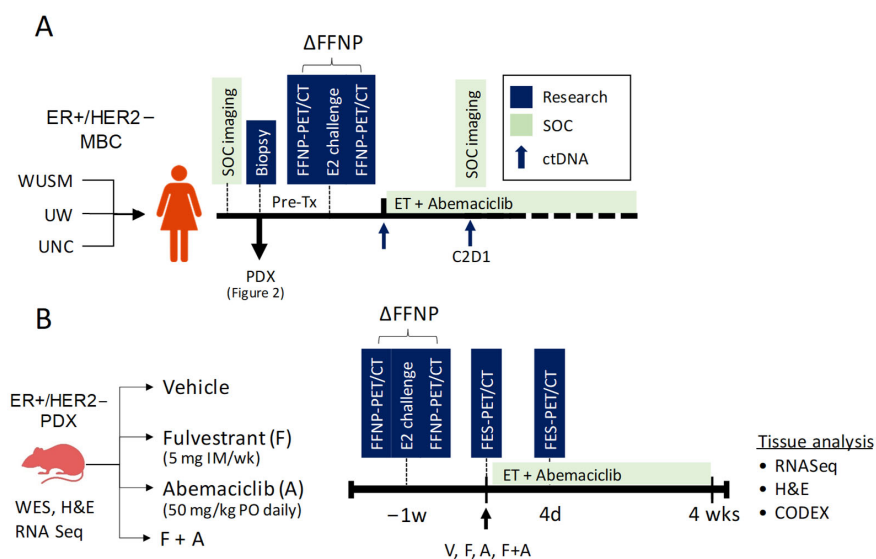 A
ΔFFNP
ER+/HER2−
MBC
WUSM
UW
UNC
SOC imaging
Biopsy
FFNP-PET/CT
E2 challenge
FFNP-PET/CT
SOC imaging
Research
SOC
ctDNA
Pre-Tx
ET + Abemaciclib
PDX
(Figure 2)
C2D1
B
ΔFFNP
ER+/HER2−
PDX
WES, H&E
RNA Seq
Vehicle
Fulvestrant (F)
(5 mg IM/wk)
Abemaciclib (A)
(50 mg/kg PO daily)
F + A
FFNP-PET/CT
E2 challenge
FFNP-PET/CT
FES-PET/CT
FES-PET/CT
ET + Abemaciclib
−1w
4d
4 wks
V, F, A, F+A
Tissue analysis
• RNASeq
• H&E
• CODEX